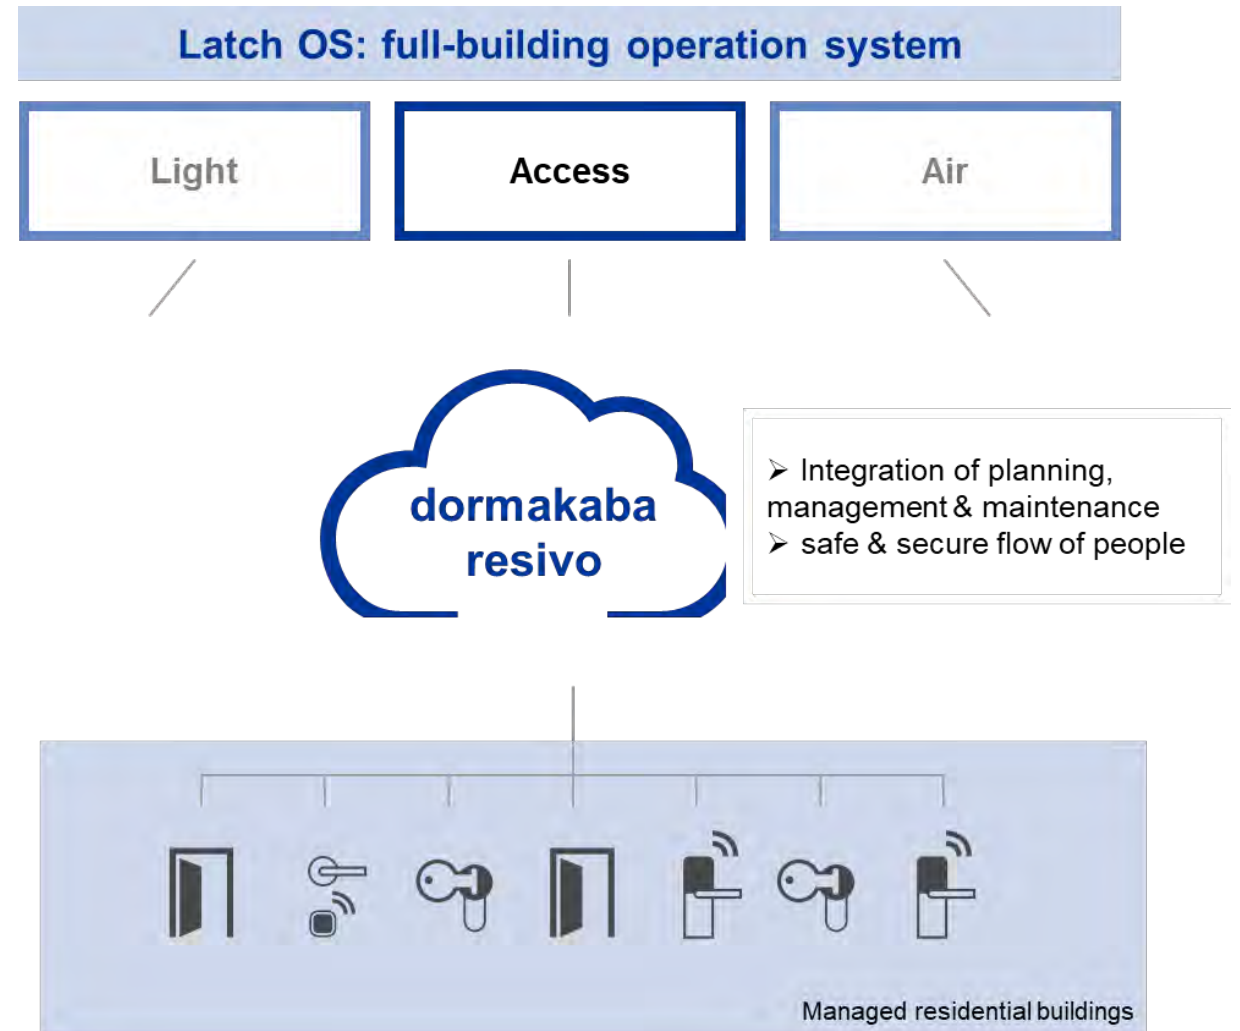 Latch OS: full-building operation system
Light
Access
Air
dormakaba
resivo
➢ Integration of planning,
management & maintenance
➢ safe & secure flow of people
Managed residential buildings